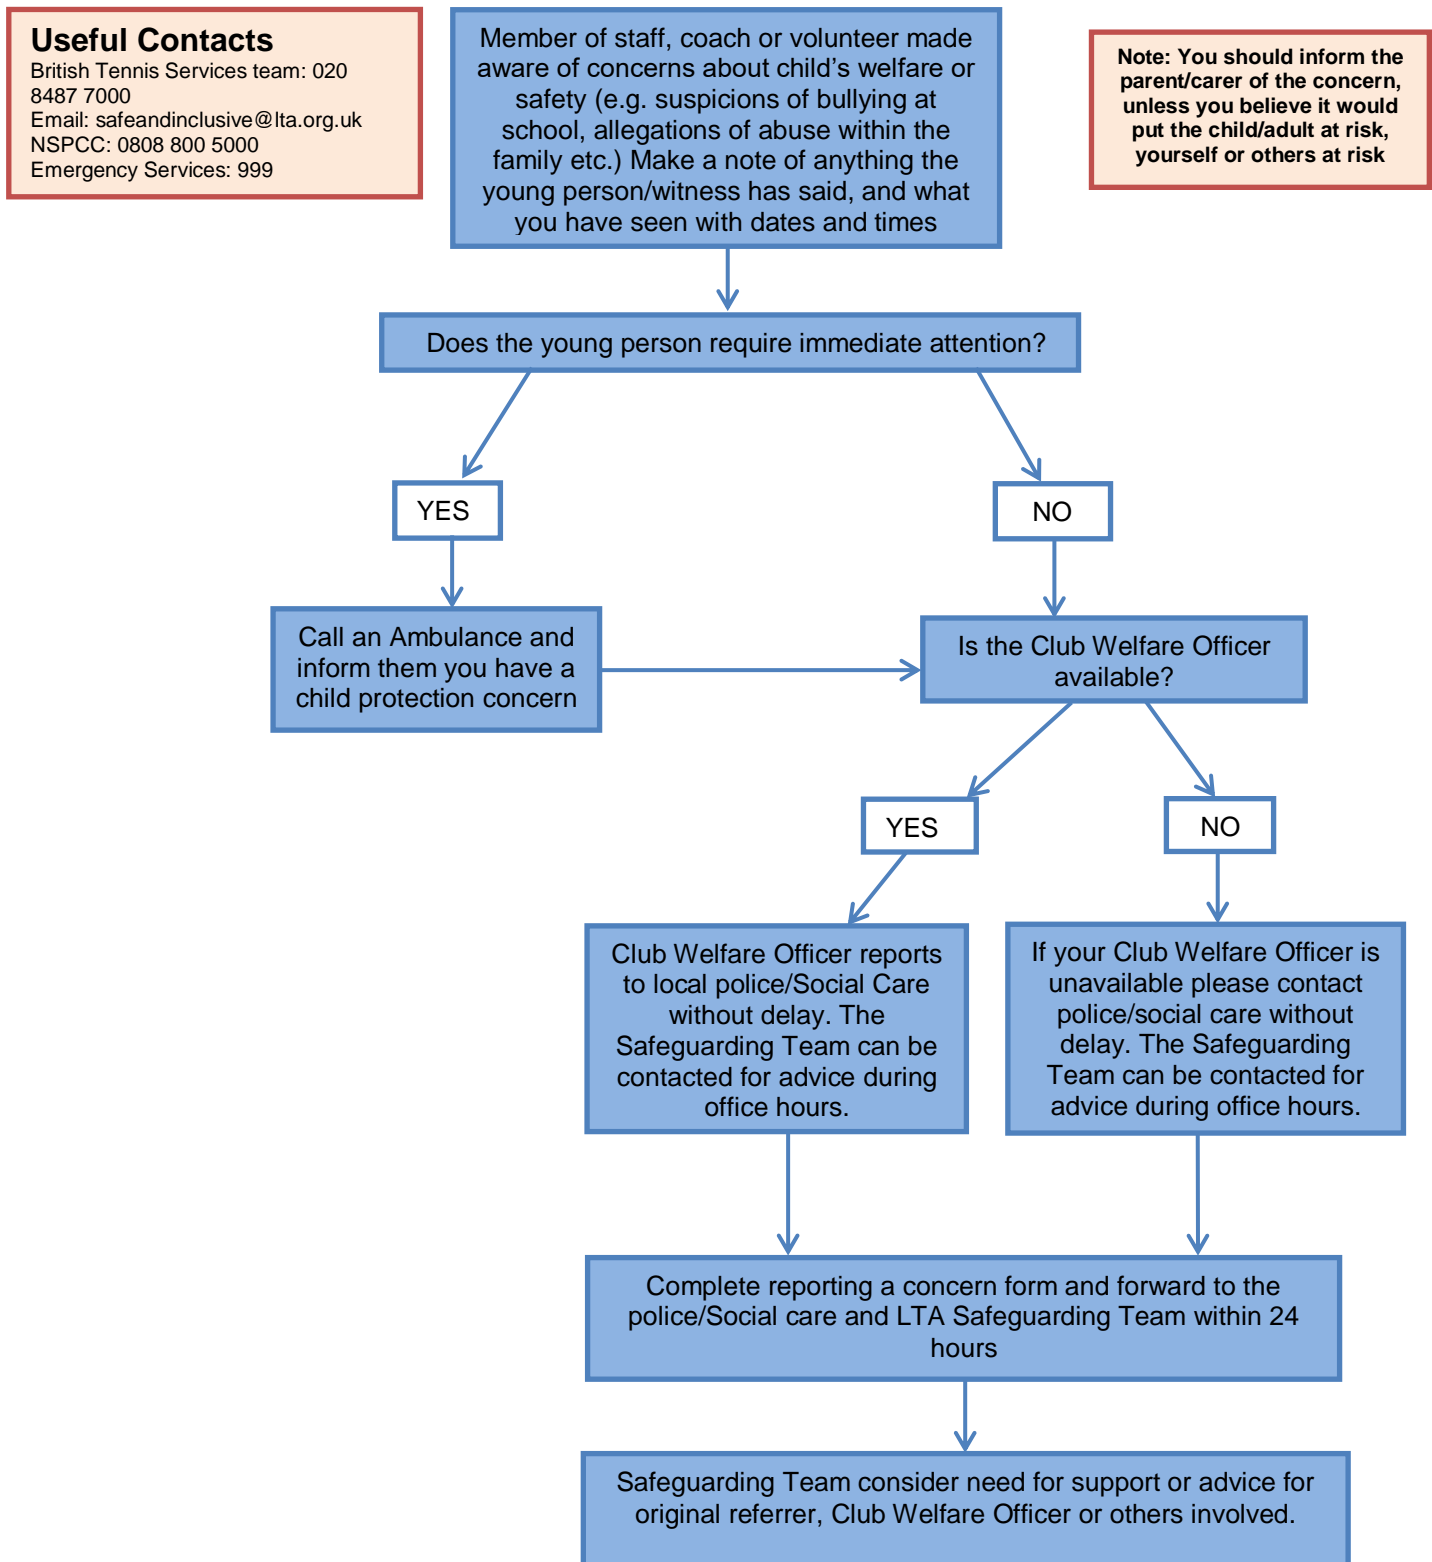 Useful Contacts
British Tennis Services team: 020
8487 7000
Email: safeandinclusive@lta.org.uk
NSPCC: 0808 800 5000
Emergency Services: 999
Member of staff, coach or volunteer made
aware of concerns about child's welfare or
safety (e.g. suspicions of bullying at
school, allegations of abuse within the
family etc.) Make a note of anything the
young person/witness has said, and what
you have seen with dates and times
Note: You should inform the
parent/carer of the concern,
unless you believe it would
put the child/adult at risk,
yourself or others at risk
Does the young person require immediate attention?
YES
NO
Call an Ambulance and
inform them you have a
child protection concern
Is the Club Welfare Officer
available?
YES
NO
Club Welfare Officer reports
to local police/Social Care
without delay. The
Safeguarding Team can be
contacted for advice during
office hours.
If your Club Welfare Officer is
unavailable please contact
police/social care without
delay. The Safeguarding
Team can be contacted for
advice during office hours.
Complete reporting a concern form and forward to the
police/Social care and LTA Safeguarding Team within 24
hours
Safeguarding Team consider need for support or advice for
original referrer, Club Welfare Officer or others involved.